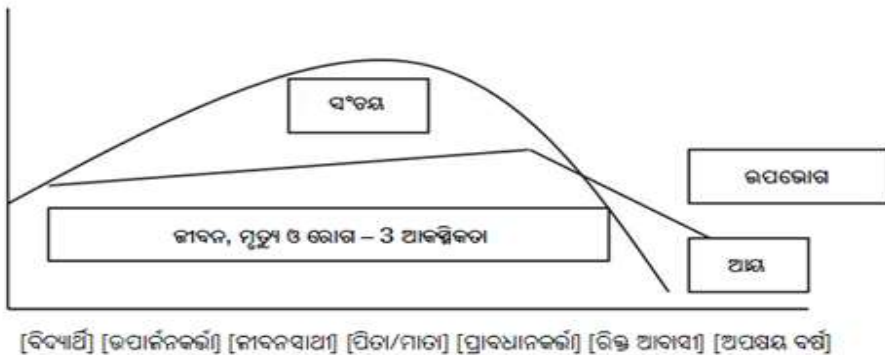 ସଂଚୟ
ଉପଭୋଗ
ଜୀବନ, ମୃତ୍ୟୁ ଓ ରୋଗ – 3 ଆକସ୍ମିକତା
ଆୟ
[ବିଦ୍ୟାର୍ଥି] [ଉପାର୍ଜନକର୍ତ୍ତା] [ଜୀବନସାଥୀ] [ପିତା/ମାତା] [ପ୍ରାବଧାନକର୍ତ୍ତା] [ରିକ୍ତ ଆବାସୀ] [ଅପକ୍ଷୟ ବର୍ଷ]